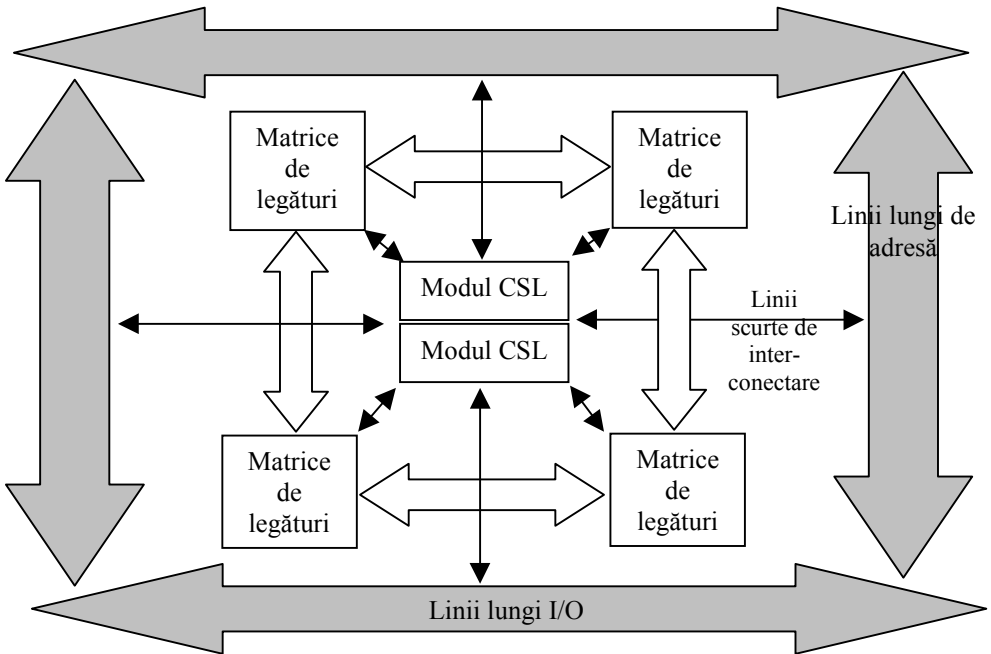 Matrice
de
legături
Matrice
de
legături
Linii lungi de
adresă
Modul CSL
Modul CSL
Linii
scurte de
inter-
conectare
Matrice
de
legături
Matrice
de
legături
Linii lungi I/O